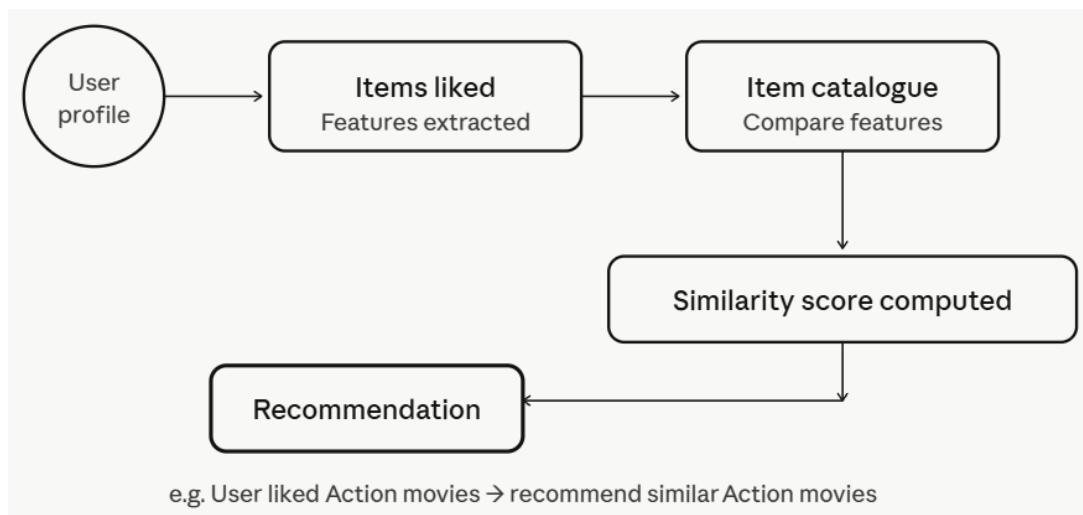 User
profile
Items liked
Features extracted
Item catalogue
Compare features
Similarity score computed
Recommendation
e.g. User liked Action movies → recommend similar Action movies